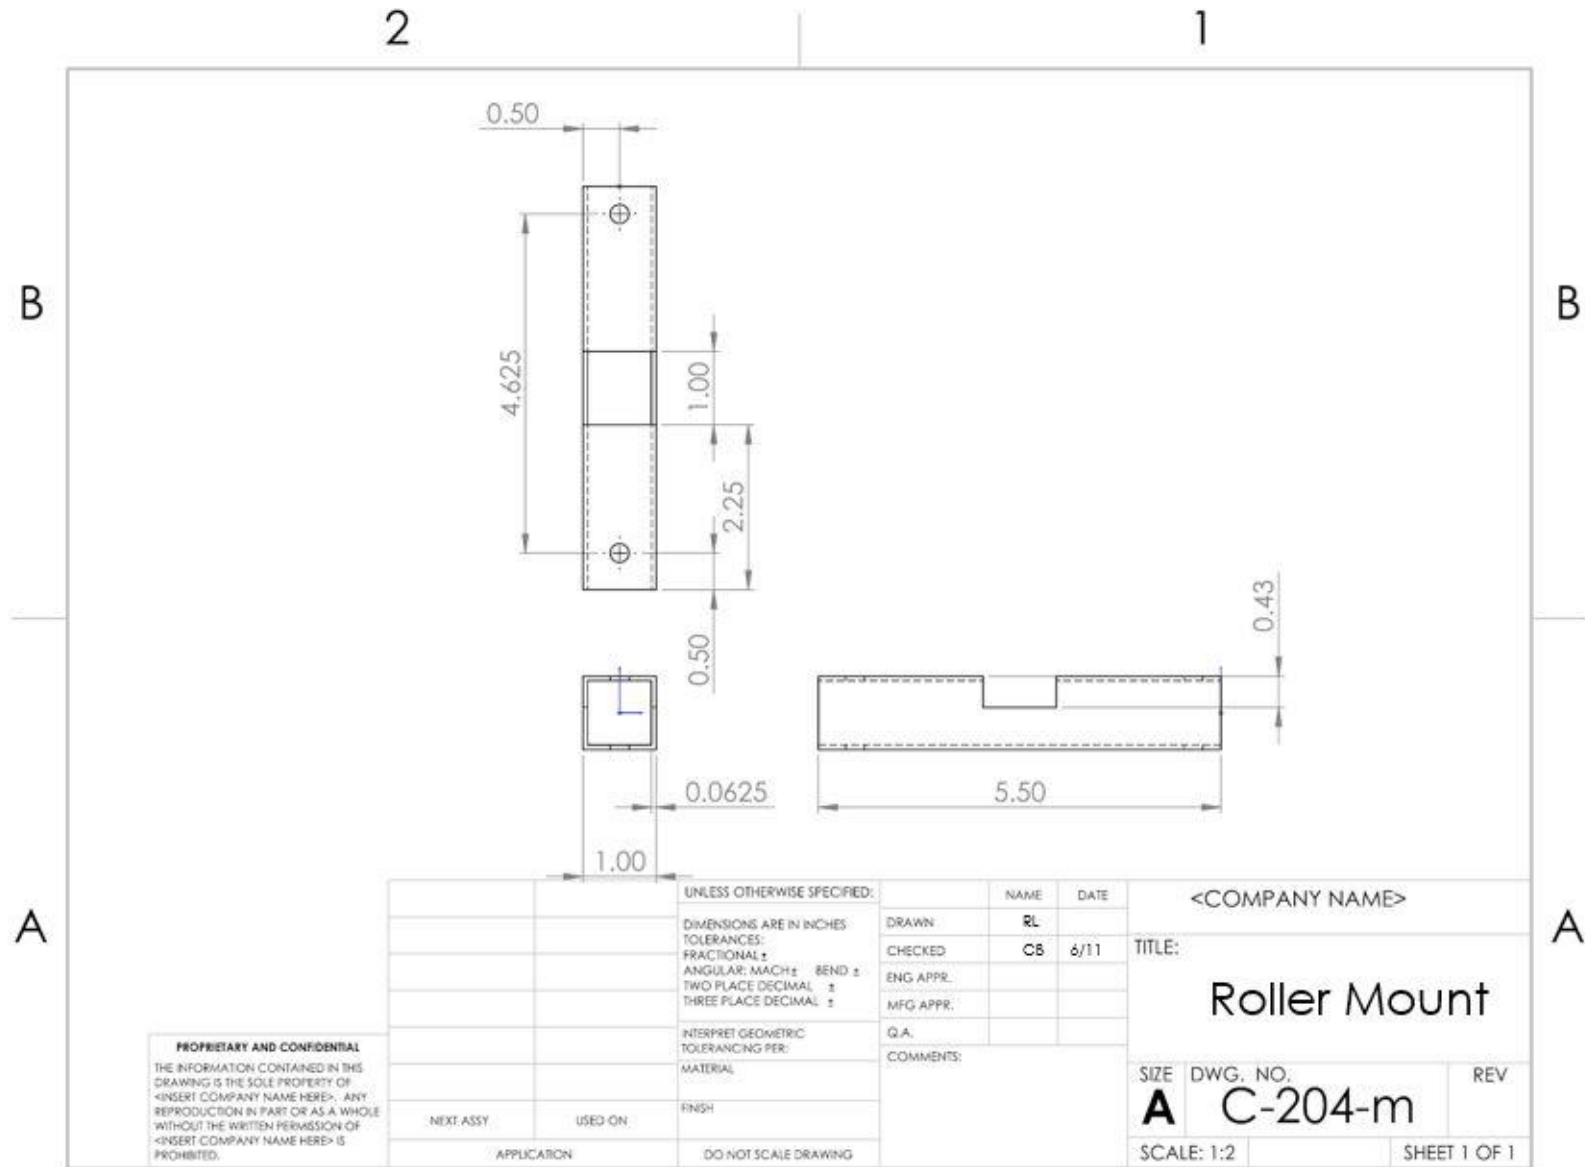 2
1
B
B
A
A
0.50
4.625
1.00
2.25
0.50
0.43
0.0625
5.50
1.00
PROPRIETARY AND CONFIDENTIAL
THE INFORMATION CONTAINED IN THIS
DRAWING IS THE SOLE PROPERTY OF
<INSERT COMPANY NAME HERE>. ANY
REPRODUCTION IN PART OR AS A WHOLE
WITHOUT THE WRITTEN PERMISSION OF
<INSERT COMPANY NAME HERE> IS
PROHIBITED.
NEXT ASSY
USED ON
APPLICATION
UNLESS OTHERWISE SPECIFIED:
DIMENSIONS ARE IN INCHES
TOLERANCES:
FRACTIONAL ±
ANGULAR: MACH ± BEND ±
TWO PLACE DECIMAL ±
THREE PLACE DECIMAL ±
INTERPRET GEOMETRIC
TOLERANCING PER:
MATERIAL
FINISH
DO NOT SCALE DRAWING
NAME DATE
DRAWN RL
CHECKED CB 6/11
ENG APPR.
MFG APPR.
Q.A.
COMMENTS:
<COMPANY NAME>
TITLE:
Roller Mount
SIZE DWG. NO. REV
A C-204-m
SCALE: 1:2 SHEET 1 OF 1